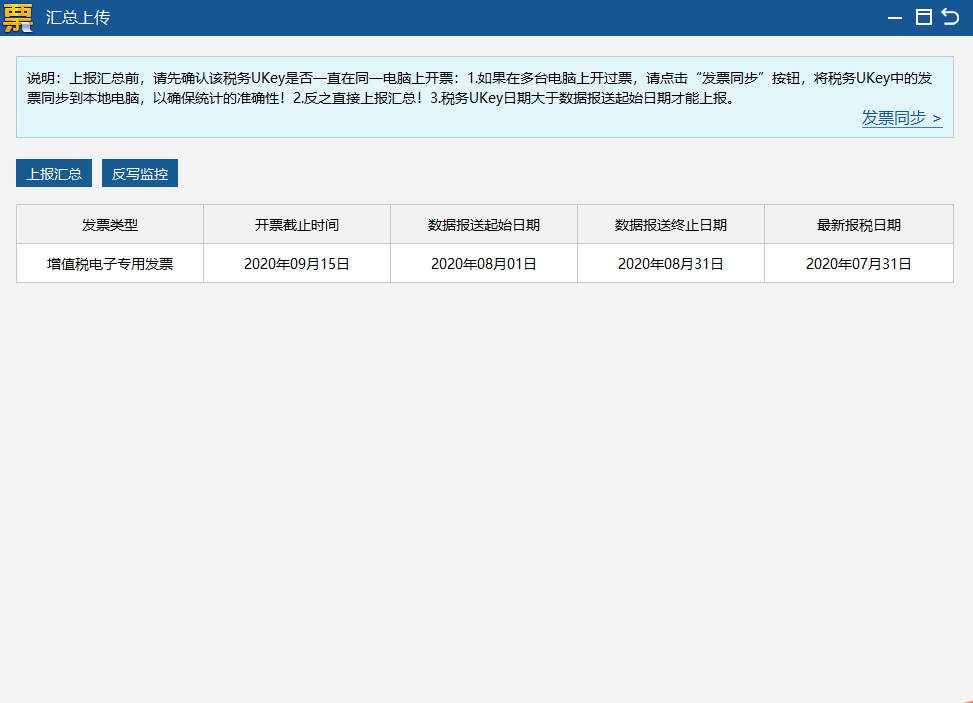 票 汇总上传
说明：上报汇总前，请先确认该税务UKey是否一直在同一电脑上开票：1.如果在多台电脑上开过票，请点击“发票同步”按钮，将税务UKey中的发
票同步到本地电脑，以确保统计的准确性！2.反之直接上报汇总！3.税务UKey日期大于数据报送起始日期才能上报。
发票同步 >
上报汇总 反写监控
发票类型 开票截止时间 数据报送起始日期 数据报送终止日期 最新报税日期
增值税电子专用发票 2020年09月15日 2020年08月01日 2020年08月31日 2020年07月31日